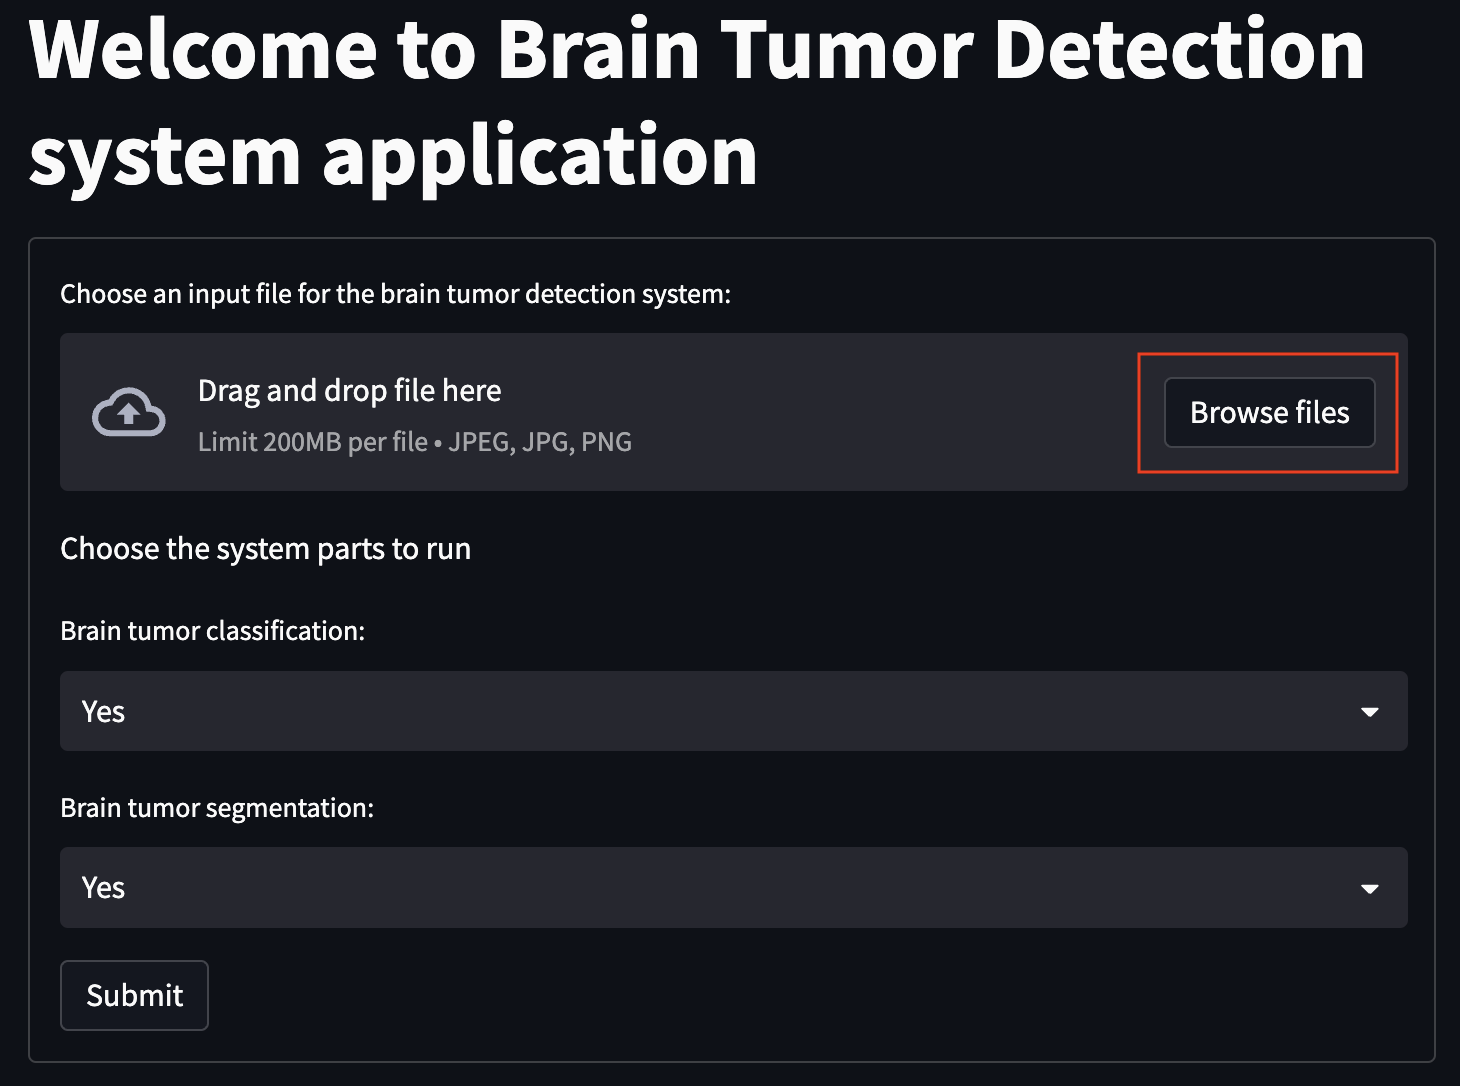 Welcome to Brain Tumor Detection
system application
Choose an input file for the brain tumor detection system:
Drag and drop file here
Limit 200MB per file • JPEG, JPG, PNG
Browse files
Choose the system parts to run
Brain tumor classification:
Yes
Brain tumor segmentation:
Yes
Submit